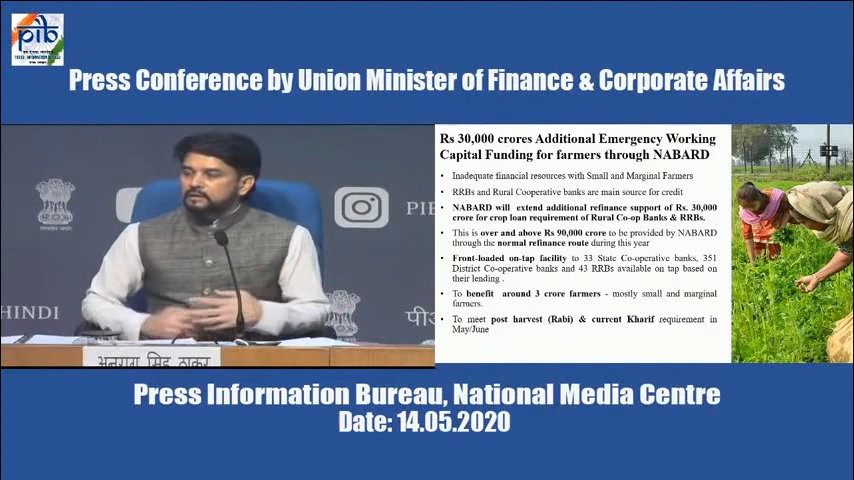 pib
Press Conference by Union Minister of Finance & Corporate Affairs
सत्यमेव जयते
PIB
HINDI
पीआ
अनुराग सिंह ठाकुर
Rs 30,000 crores Additional Emergency Working
Capital Funding for farmers through NABARD
• Inadequate financial resources with Small and Marginal Farmers
• RRBs and Rural Cooperative banks are main source for credit
• NABARD will extend additional refinance support of Rs. 30,000
crore for crop loan requirement of Rural Co-op Banks & RRBs.
• This is over and above Rs 90,000 crore to be provided by NABARD
through the normal refinance route during this year
• Front-loaded on-tap facility to 33 State Co-operative banks, 351
District Co-operative banks and 43 RRBs available on tap based on
their lending .
• To benefit around 3 crore farmers - mostly small and marginal
farmers.
• To meet post harvest (Rabi) & current Kharif requirement in
May/June
Press Information Bureau, National Media Centre
Date: 14.05.2020